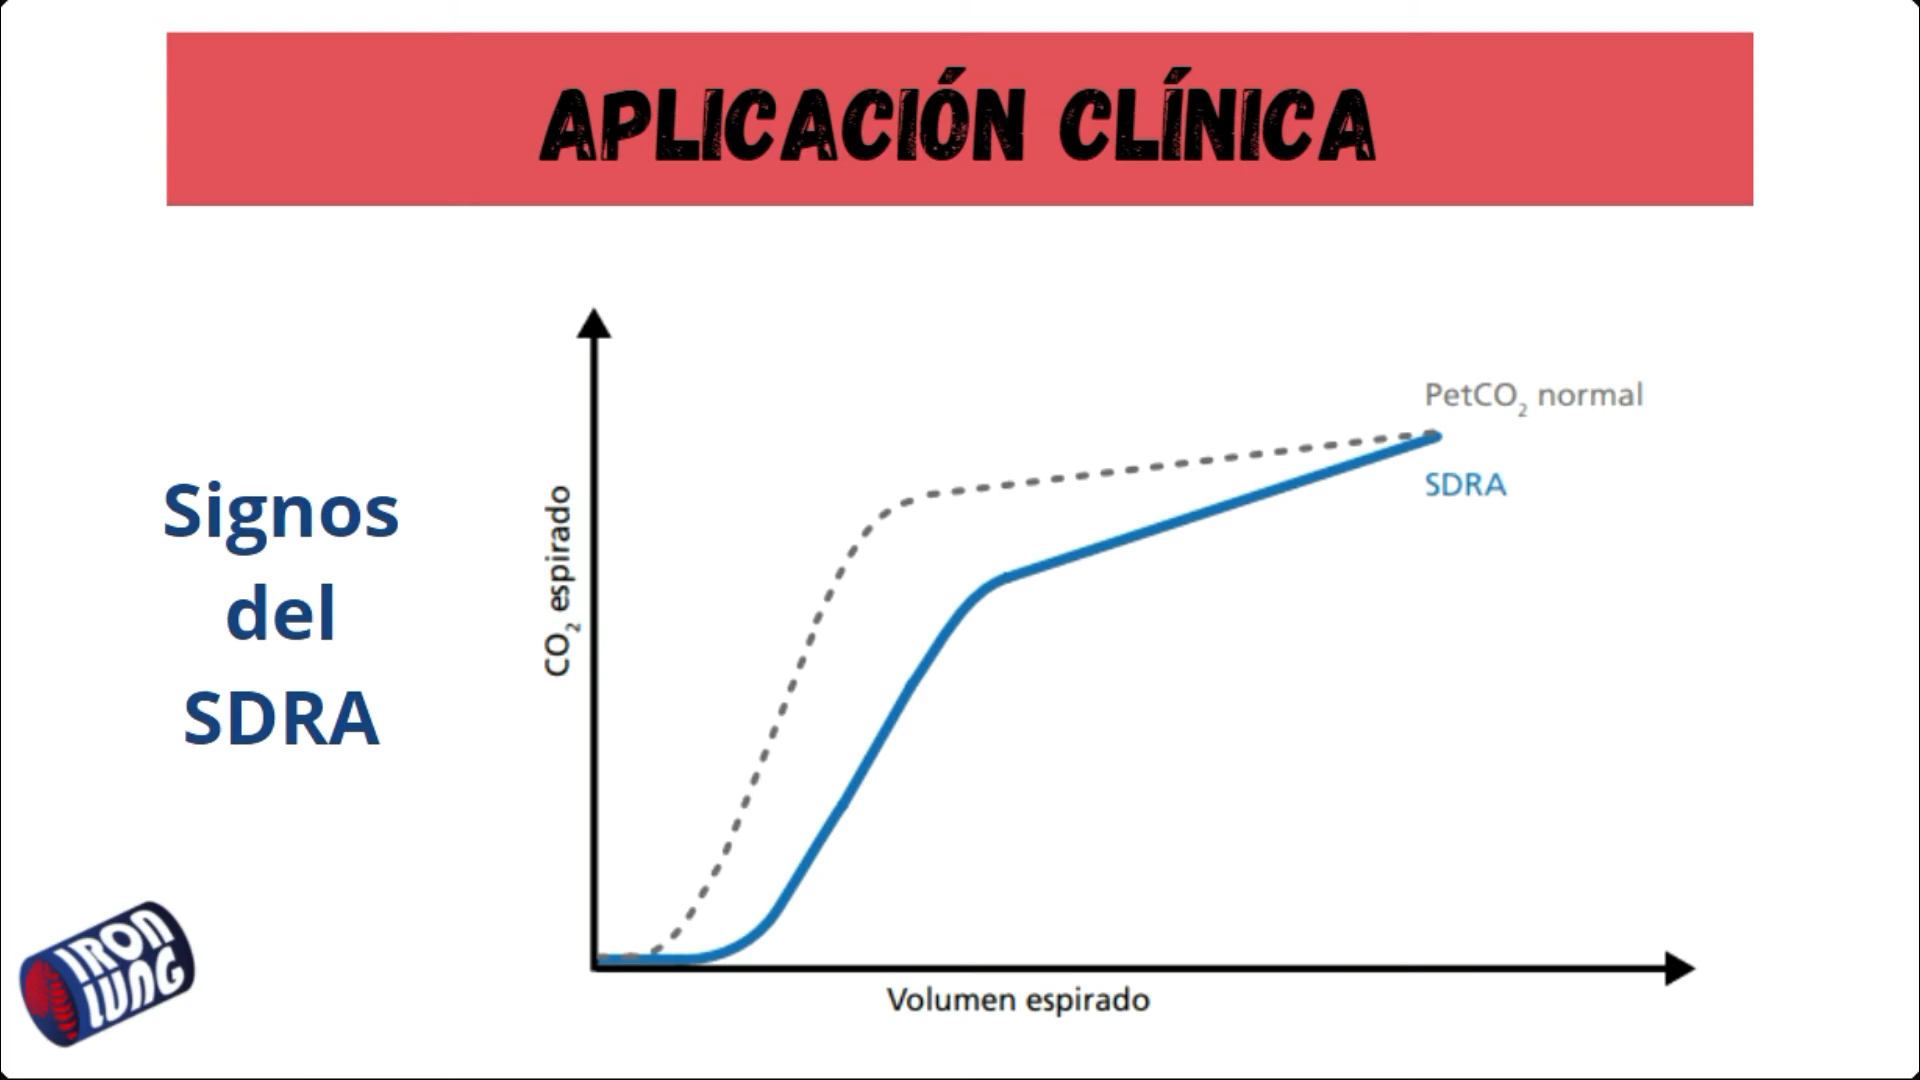 APLICACIÓN CLÍNICA
Signos
del
SDRA
CO₂ espirado
PetCO₂ normal
SDRA
Volumen espirado
IRON
LUNG